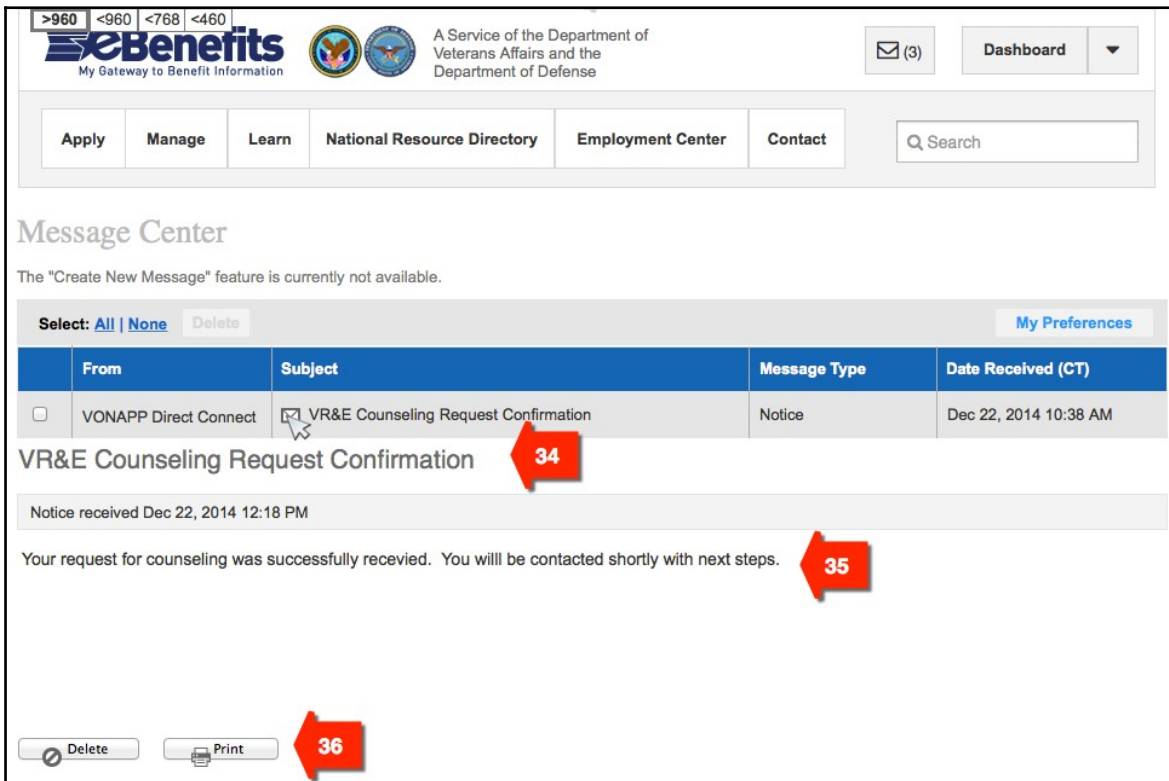 >960 <960 <768 <460
eBenefits
My Gateway to Benefit Information
A Service of the Department of
Veterans Affairs and the
Department of Defense
(3)
Dashboard
Apply Manage Learn National Resource Directory Employment Center Contact
Search
Message Center
The "Create New Message" feature is currently not available.
Select: All | None Delete My Preferences
From Subject Message Type Date Received (CT)
VONAPP Direct Connect VR&E Counseling Request Confirmation Notice Dec 22, 2014 10:38 AM
VR&E Counseling Request Confirmation 34
Notice received Dec 22, 2014 12:18 PM
Your request for counseling was successfully recevied. You willl be contacted shortly with next steps. 35
Delete Print 36